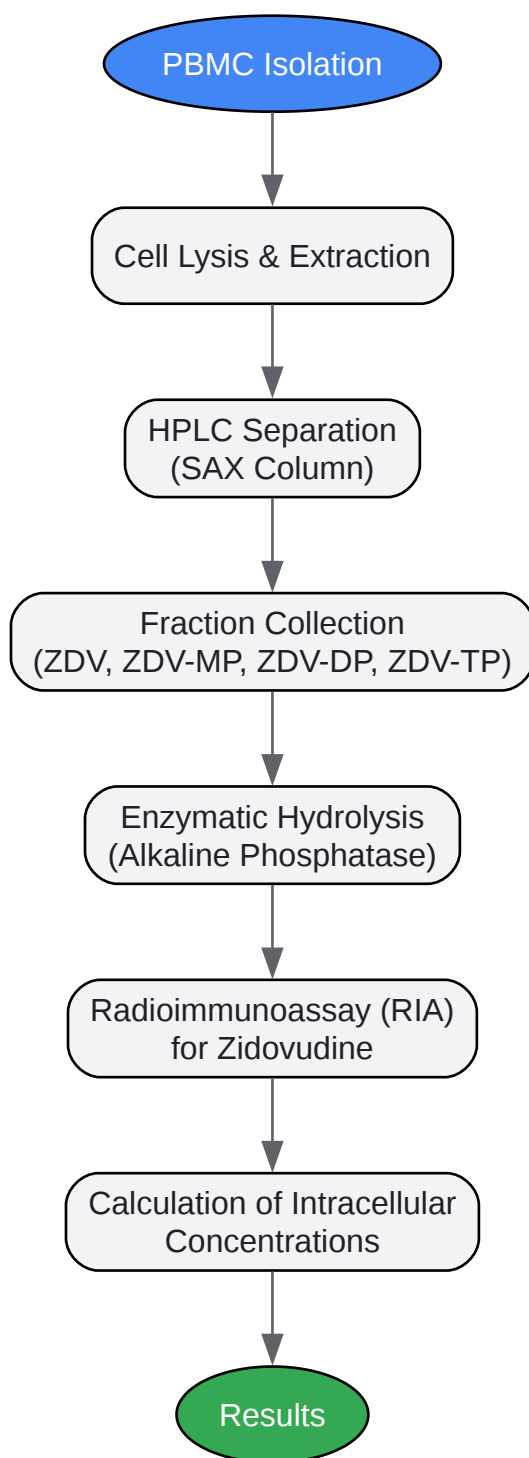 PBMC Isolation
Cell Lysis & Extraction
HPLC Separation
(SAX Column)
Fraction Collection
(ZDV, ZDV-MP, ZDV-DP, ZDV-TP)
Enzymatic Hydrolysis
(Alkaline Phosphatase)
Radioimmunoassay (RIA)
for Zidovudine
Calculation of Intracellular
Concentrations
Results